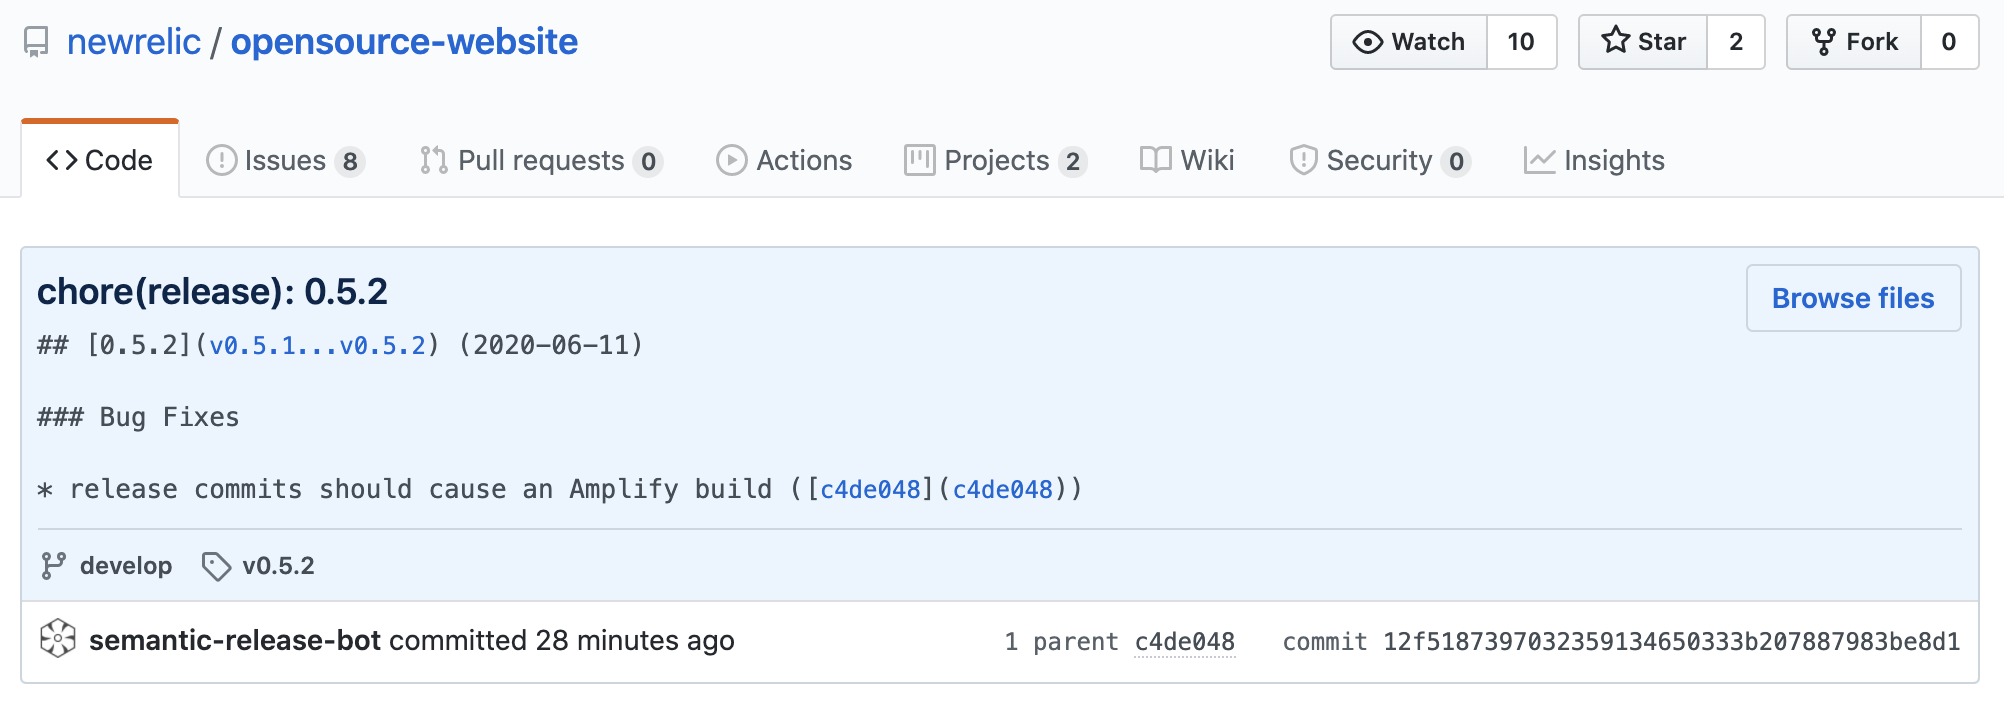 newrelic / opensource-website
Watch 10 Star 2 Fork 0
Code Issues 8 Pull requests 0 Actions Projects 2 Wiki Security 0 Insights
chore(release): 0.5.2
Browse files
## [0.5.2](v0.5.1...v0.5.2) (2020-06-11)
### Bug Fixes
* release commits should cause an Amplify build ([c4de048](c4de048))
develop v0.5.2
semantic-release-bot committed 28 minutes ago 1 parent c4de048 commit 12f5187397032359134650333b207887983be8d1